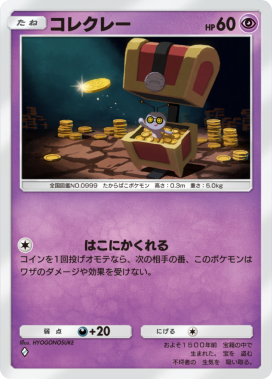 たね コレクレー HP60
全国図鑑NO.0999 たからばこポケモン 高さ：0.3m 重さ：5.0kg
はこにかくれる
コインを1回投げオモテなら、次の相手の番、このポケモンは
ワザのダメージや効果を受けない。
弱点 +20 にげる
Illus. HYOGONOSUKE
およそ1500年前 宝箱の中で
生まれた。宝を 盗む
不埒者の 生気を 吸い取る。